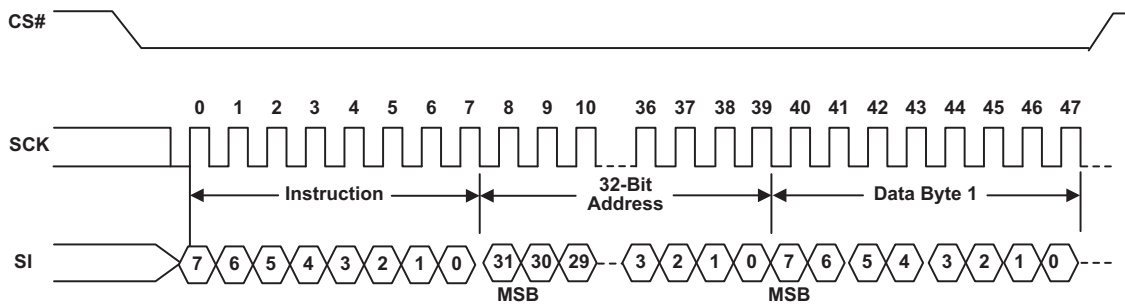 CS#
0 1 2 3 4 5 6 7 8 9 10 36 37 38 39 40 41 42 43 44 45 46 47
SCK
Instruction
32-Bit
Address
Data Byte 1
SI
7 6 5 4 3 2 1 0 31 30 29 3 2 1 0 7 6 5 4 3 2 1 0
MSB MSB